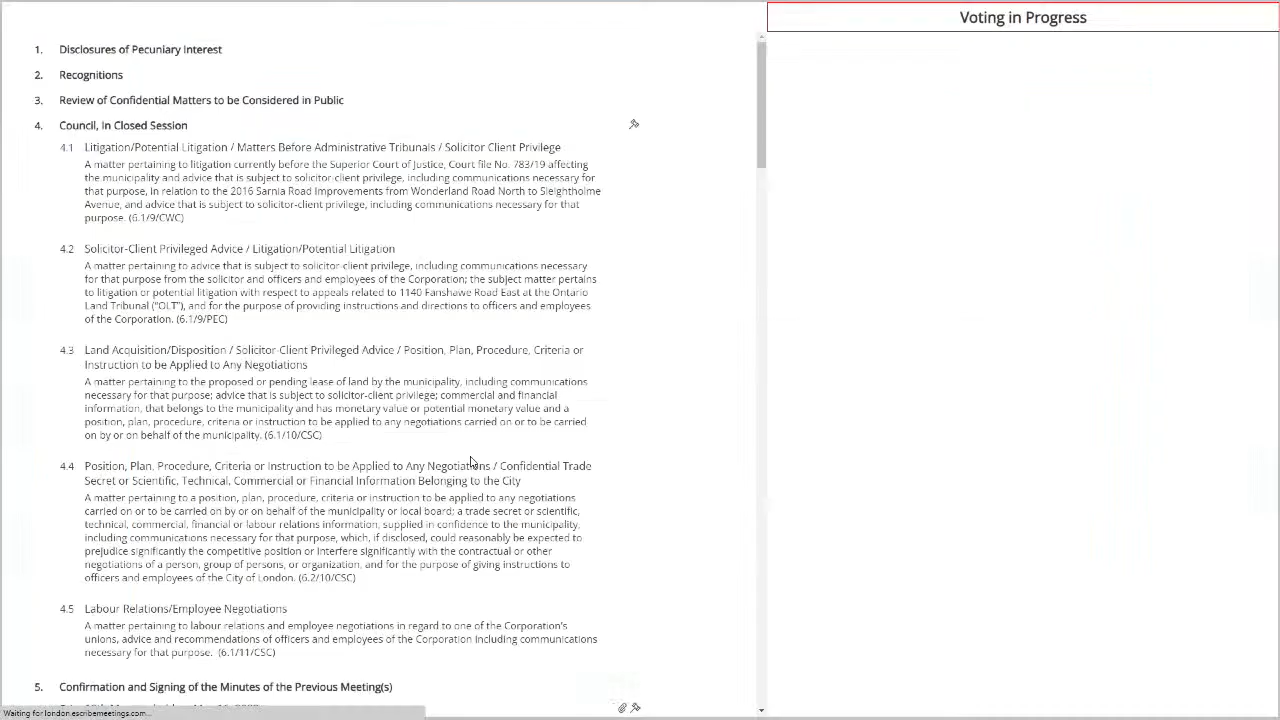 Voting in Progress
1. Disclosures of Pecuniary Interest
2. Recognitions
3. Review of Confidential Matters to be Considered in Public
4. Council, In Closed Session
4.1 Litigation/Potential Litigation / Matters Before Administrative Tribunals / Solicitor Client Privilege
A matter pertaining to litigation currently before the Superior Court of Justice, Court file No. 783/19 affecting
the municipality and advice that is subject to solicitor-client privilege, including communications necessary for
that purpose, in relation to the 2016 Sarnia Road Improvements from Wonderland Road North to Sleightholme
Avenue, and advice that is subject to solicitor-client privilege, including communications necessary for that
purpose. (6.1/9/CWC)
4.2 Solicitor-Client Privileged Advice / Litigation/Potential Litigation
A matter pertaining to advice that is subject to solicitor-client privilege, including communications necessary
for that purpose from the solicitor and officers and employees of the Corporation; the subject matter pertains
to litigation or potential litigation with respect to appeals related to 1140 Fanshawe Road East at the Ontario
Land Tribunal ("OLT"), and for the purpose of providing instructions and directions to officers and employees
of the Corporation. (6.1/9/PEC)
4.3 Land Acquisition/Disposition / Solicitor-Client Privileged Advice / Position, Plan, Procedure, Criteria or
Instruction to be Applied to Any Negotiations
A matter pertaining to the proposed or pending lease of land by the municipality, including communications
necessary for that purpose; advice that is subject to solicitor-client privilege; commercial and financial
information, that belongs to the municipality and has monetary value or potential monetary value and a
position, plan, procedure, criteria or instruction to be applied to any negotiations carried on or to be carried
on by or on behalf of the municipality. (6.1/10/CSC)
4.4 Position, Plan, Procedure, Criteria or Instruction to be Applied to Any Negotiations / Confidential Trade
Secret or Scientific, Technical, Commercial or Financial Information Belonging to the City
A matter pertaining to a position, plan, procedure, criteria or instruction to be applied to any negotiations
carried on or to be carried on by or on behalf of the municipality or local board; a trade secret or scientific,
technical, commercial, financial or labour relations information, supplied in confidence to the municipality,
including communications necessary for that purpose, which, if disclosed, could reasonably be expected to
prejudice significantly the competitive position or interfere significantly with the contractual or other
negotiations of a person, group of persons, or organization, and for the purpose of giving instructions to
officers and employees of the City of London. (6.2/10/CSC)
4.5 Labour Relations/Employee Negotiations
A matter pertaining to labour relations and employee negotiations in regard to one of the Corporation's
unions, advice and recommendations of officers and employees of the Corporation including communications
necessary for that purpose. (6.1/11/CSC)
5. Confirmation and Signing of the Minutes of the Previous Meeting(s)
Waiting for london.escribemeetings.com...